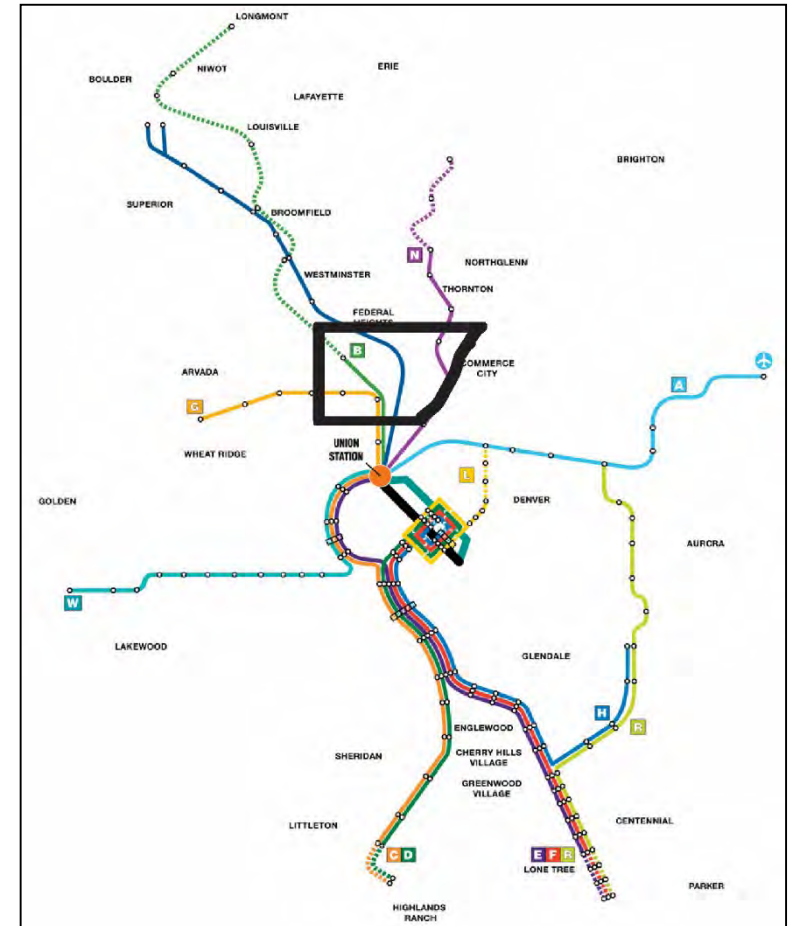 LONGMONT
NIWOT
ERIE
BOULDER
LAFAYETTE
LOUISVILLE
BRIGHTON
SUPERIOR
BROOMFIELD
N
NORTHGLENN
WESTMINSTER
THORNTON
FEDERAL
B
COMMERCE
CITY
ARVADA
A
G
UNION
STATION
WHEAT RIDGE
L
GOLDEN
DENVER
AURORA
W
LAKEWOOD
GLENDALE
H
R
ENGLEWOOD
SHERIDAN
CHERRY HILLS
VILLAGE
GREENWOOD
VILLAGE
LITTLETON
CENTENNIAL
C D
E F R
LONE TREE
PARKER
HIGHLANDS
RANCH